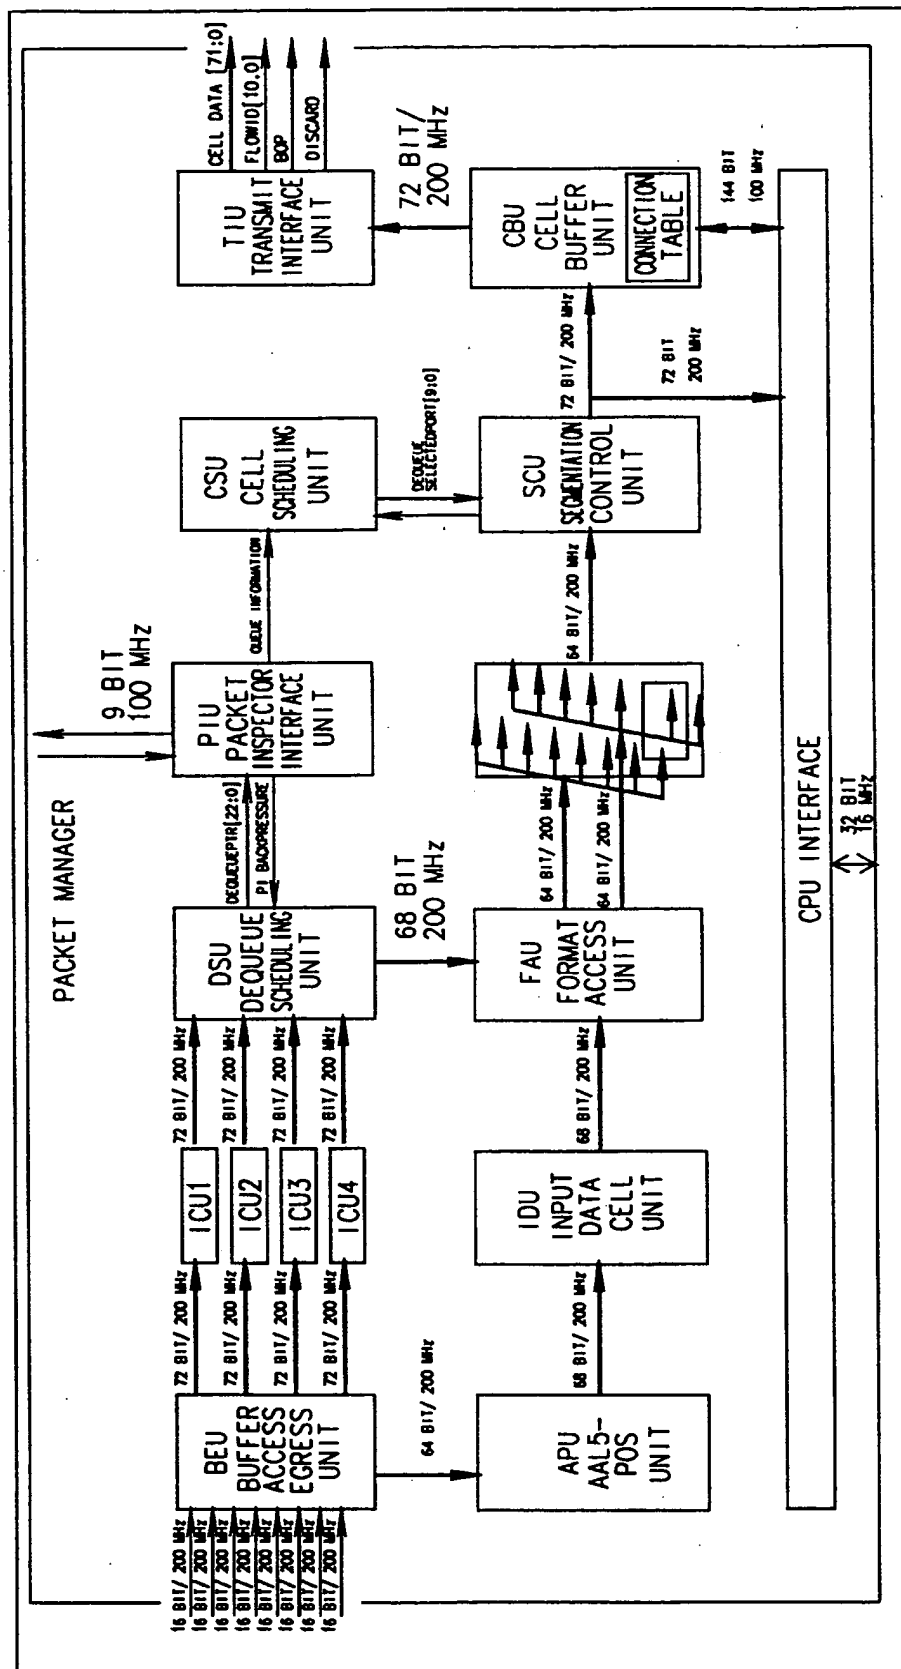 PACKET MANAGER
16 BIT/ 200 MHz
16 BIT/ 200 MHz
16 BIT/ 200 MHz
16 BIT/ 200 MHz
16 BIT/ 200 MHz
16 BIT/ 200 MHz
16 BIT/ 200 MHz
16 BIT/ 200 MHz
BEU
BUFFER
ACCESS
EGRESS
UNIT
72 BIT/ 200 MHz
72 BIT/ 200 MHz
72 BIT/ 200 MHz
72 BIT/ 200 MHz
ICU1
ICU2
ICU3
ICU4
72 BIT/ 200 MHz
72 BIT/ 200 MHz
72 BIT/ 200 MHz
72 BIT/ 200 MHz
DSU
DEQUEUE
SCHEDULING
UNIT
DEQUEUEPTR[22:0]
PI BACKPRESSURE
9 BIT
100 MHz
PIU
PACKET
INSPECTOR
INTERFACE
UNIT
QUEUE INFORMATION
CSU
CELL
SCHEDULING
UNIT
DEQUEUE
SELECTEDPORT[9:0]
TIU
TRANSMIT
INTERFACE
UNIT
CELL DATA [71:0]
FLOWID[10.0]
BOP
DISCARD
64 BIT/ 200 MHz
APU
AAL5-
POS
UNIT
68 BIT/ 200 MHz
IDU
INPUT
DATA
CELL
UNIT
68 BIT/ 200 MHz
68 BIT
200 MHz
FAU
FORMAT
ACCESS
UNIT
64 BIT/ 200 MHz
64 BIT/ 200 MHz
64 BIT/ 200 MHz
SCU
SEGMENTATION
CONTROL
UNIT
72 BIT/ 200 MHz
72 BIT
200 MHz
CBU
CELL
BUFFER
UNIT
CONNECTION
TABLE
72 BIT/
200 MHz
144 BIT
100 MHz
CPU INTERFACE
32 BIT
16 MHz